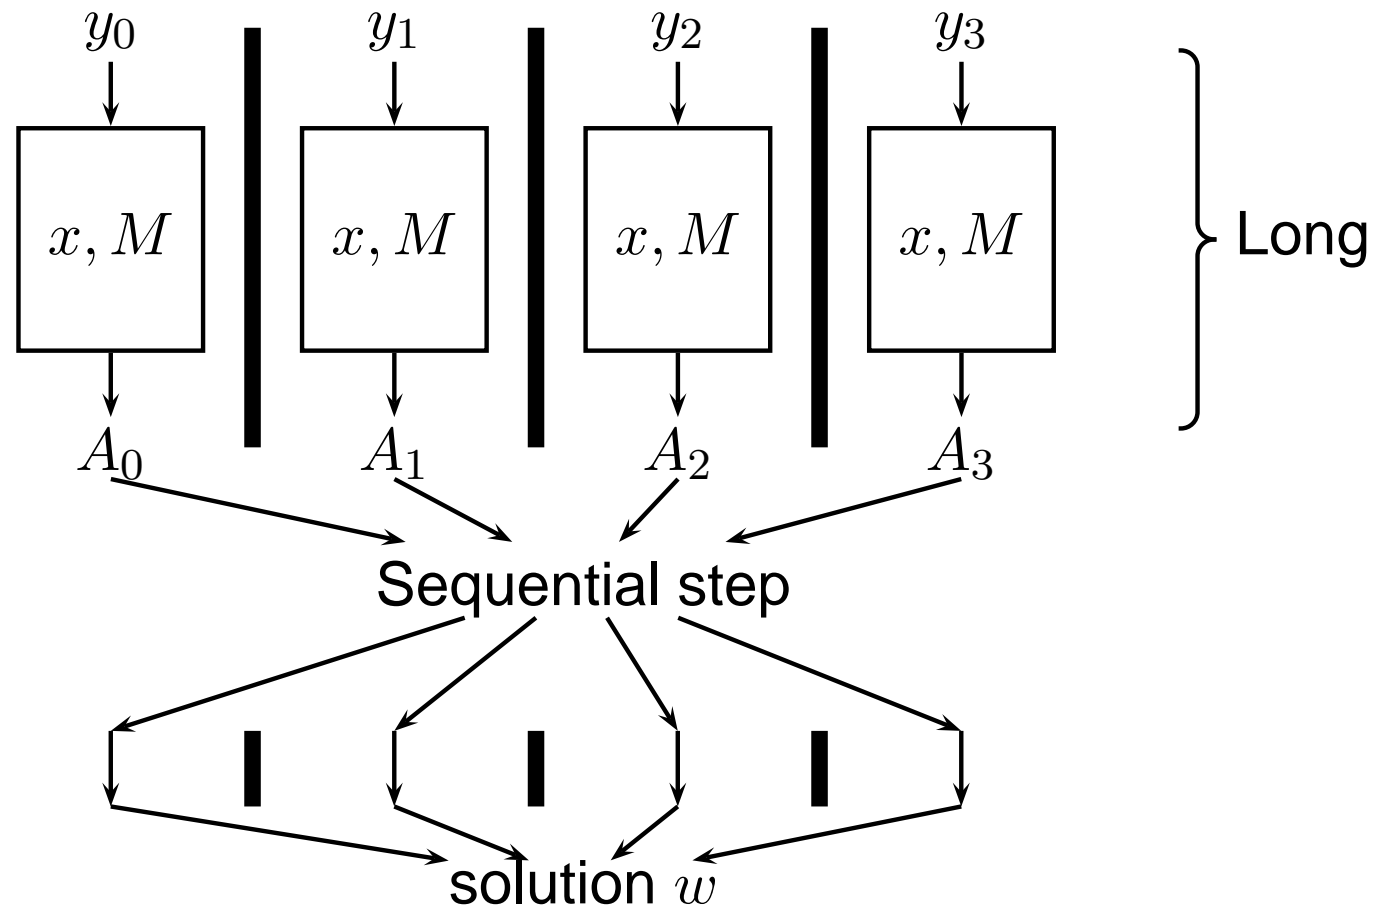 y₀ y₁ y₂ y₃
x, M x, M x, M x, M
Long
A₀ A₁ A₂ A₃
Sequential step
solution w